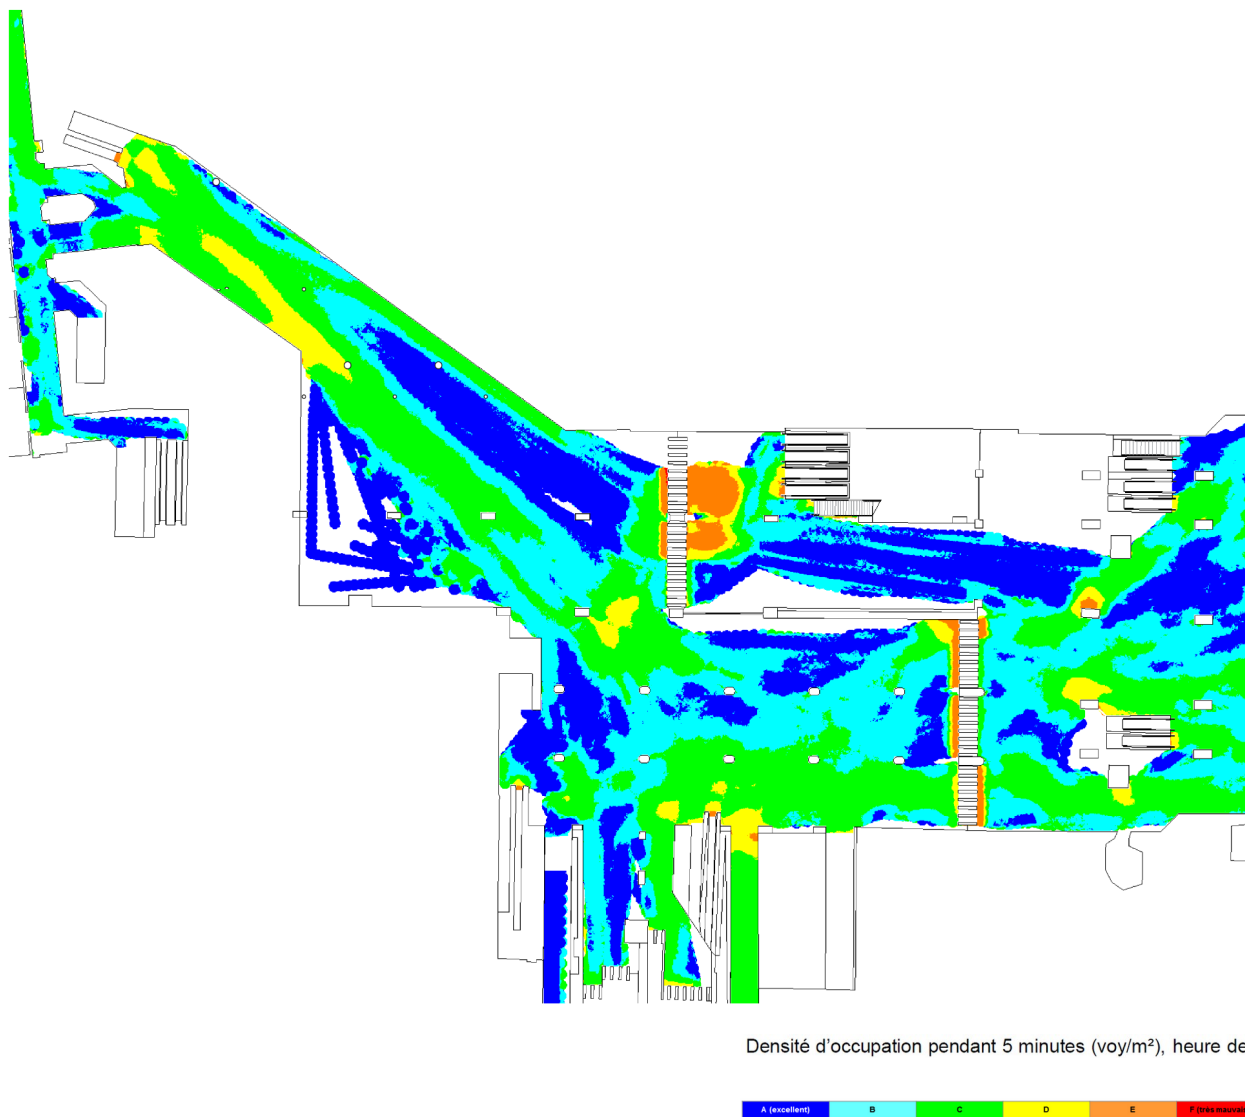 Densité d'occupation pendant 5 minutes (voy/m²), heure de
A (excellent) B C D E F (très mauvais